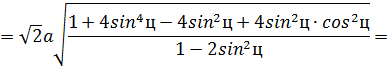 = √2a√((1 + 4sin⁴ц − 4sin²ц + 4sin²ц · cos²ц)/(1 − 2sin²ц)) =